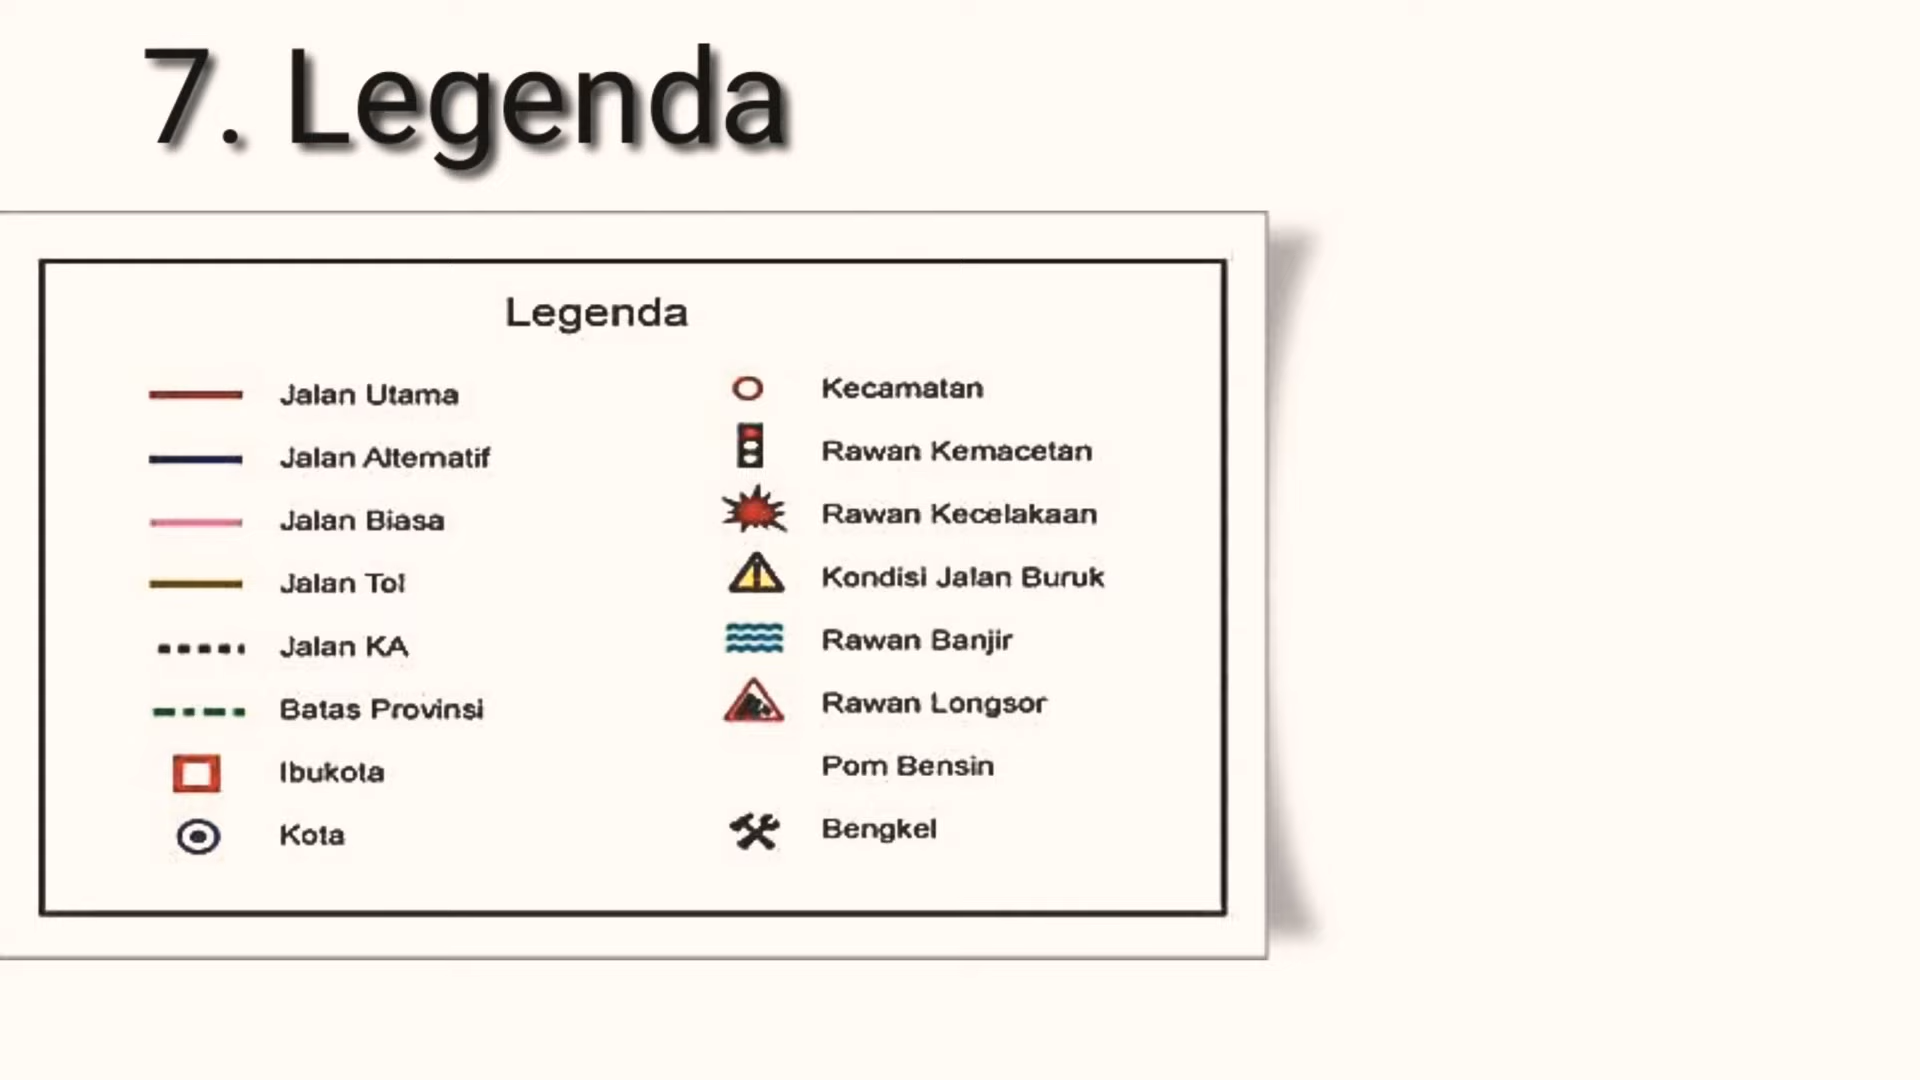 7. Legenda
Legenda
Jalan Utama
Jalan Alternatif
Jalan Biasa
Jalan Tol
Jalan KA
Batas Provinsi
Ibukota
Kota
Kecamatan
Rawan Kemacetan
Rawan Kecelakaan
Kondisi Jalan Buruk
Rawan Banjir
Rawan Longsor
Pom Bensin
Bengkel